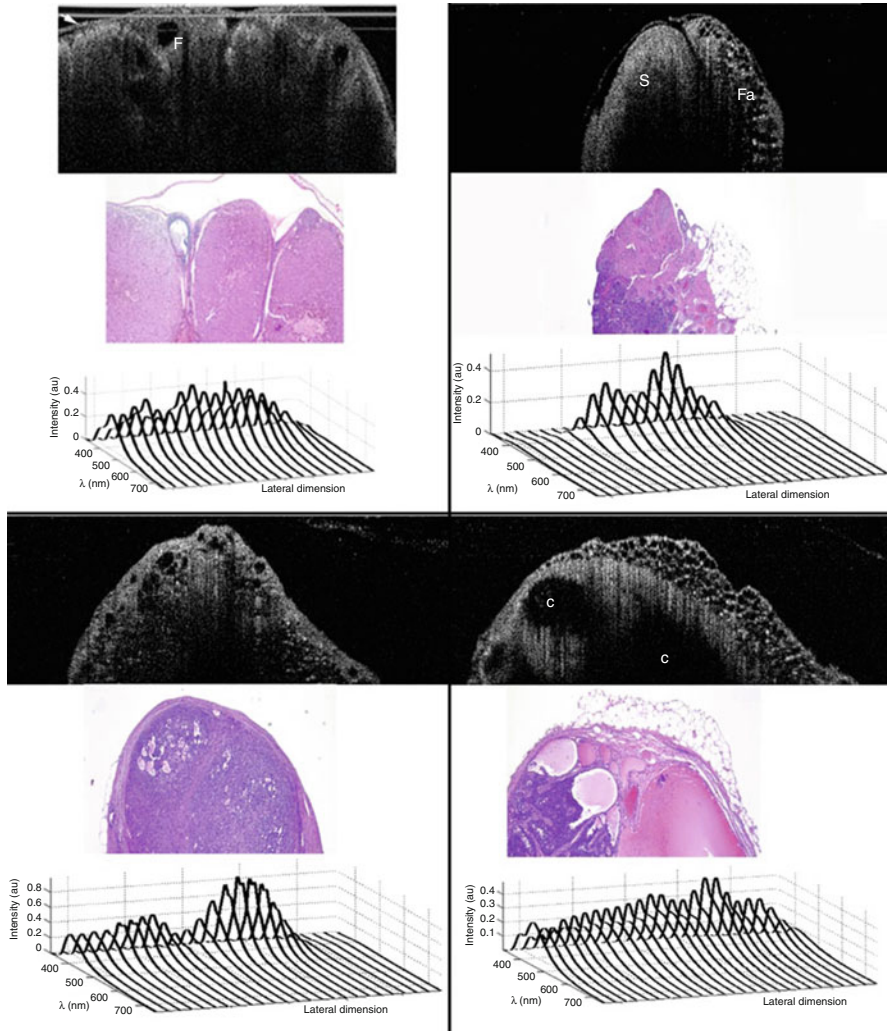 F
S
Fa
Intensity (au)
0.4
0.2
0
400
500
600
700
λ (nm)
Lateral dimension
Intensity (au)
0.4
0.2
0
400
500
600
700
λ (nm)
Lateral dimension
c
c
Intensity (au)
0.8
0.6
0.4
0.2
0
400
500
600
700
λ (nm)
Lateral dimension
Intensity (au)
0.4
0.3
0.2
0.1
400
500
600
700
λ (nm)
Lateral dimension